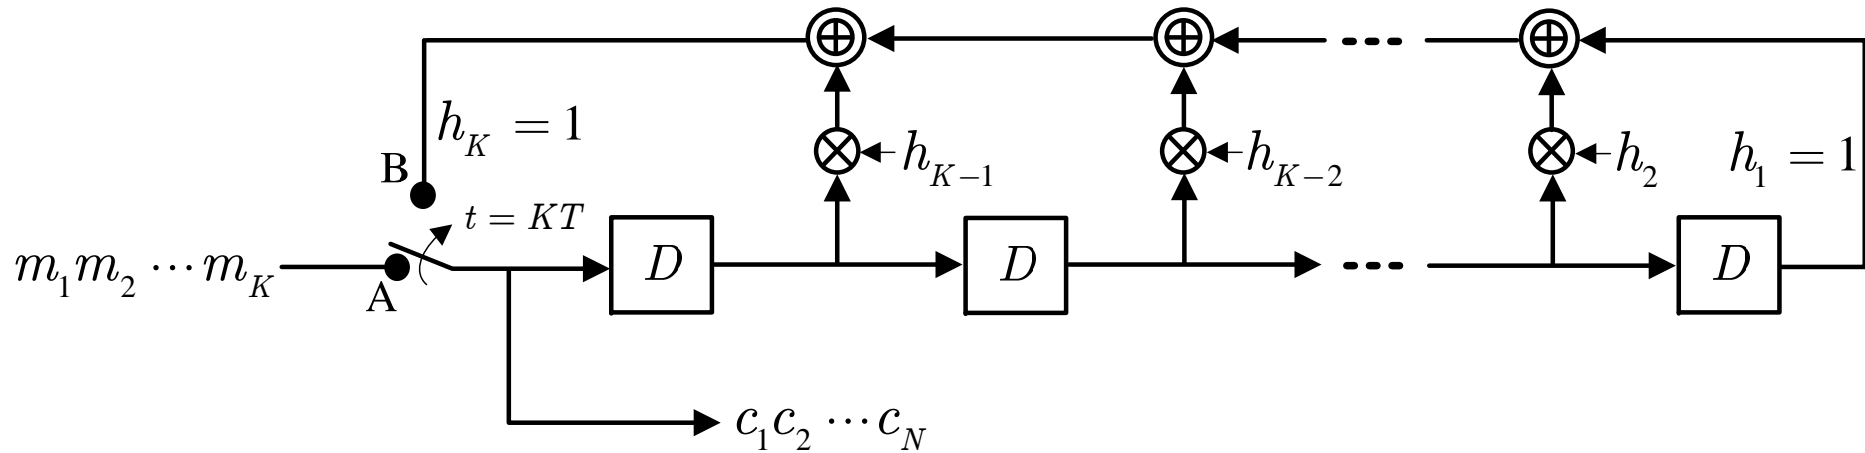 h_K = 1
B
h_{K-1}
h_{K-2}
h_2
h_1 = 1
t = KT
m_1 m_2 ⋯ m_K
A
D
D
D
c_1 c_2 ⋯ c_N